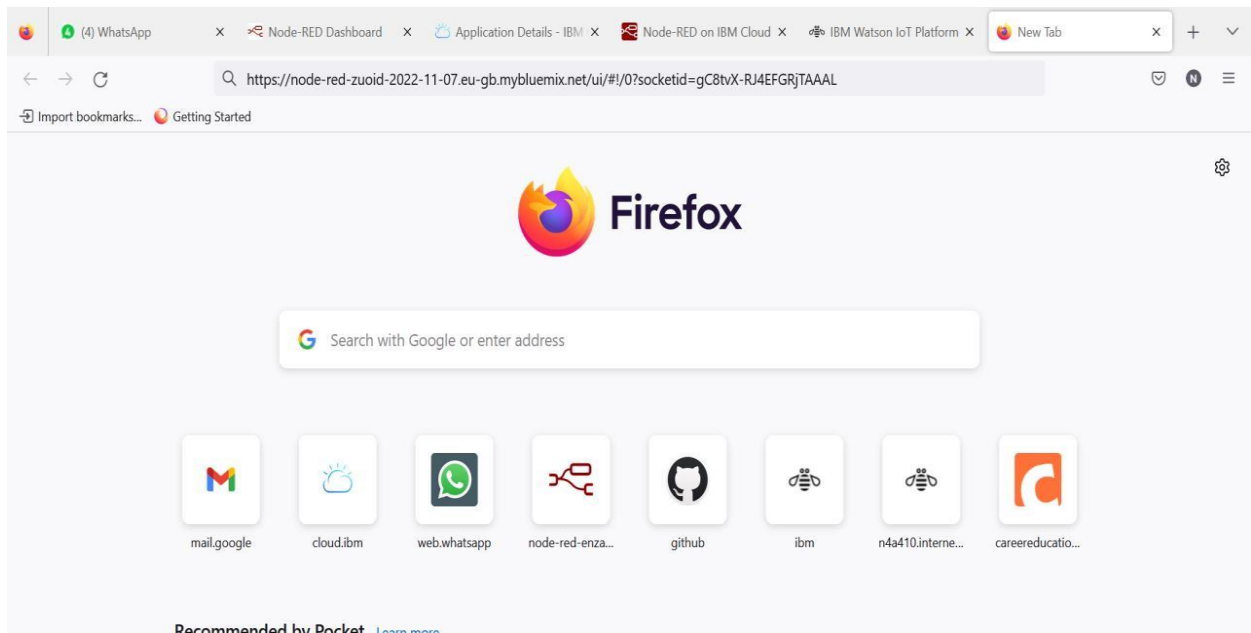 (4) WhatsApp
Node-RED Dashboard
Application Details - IBM
Node-RED on IBM Cloud
IBM Watson IoT Platform
New Tab
https://node-red-zuoid-2022-11-07.eu-gb.mybluemix.net/ui/#!/0?socketid=gC8tvX-RJ4EFGRjTAAAL
N
Import bookmarks... Getting Started
Firefox
Search with Google or enter address
mail.google
cloud.ibm
web.whatsapp
node-red-enza...
github
ibm
n4a410.interne...
careereducatio...
Recommended by Pocket Learn more